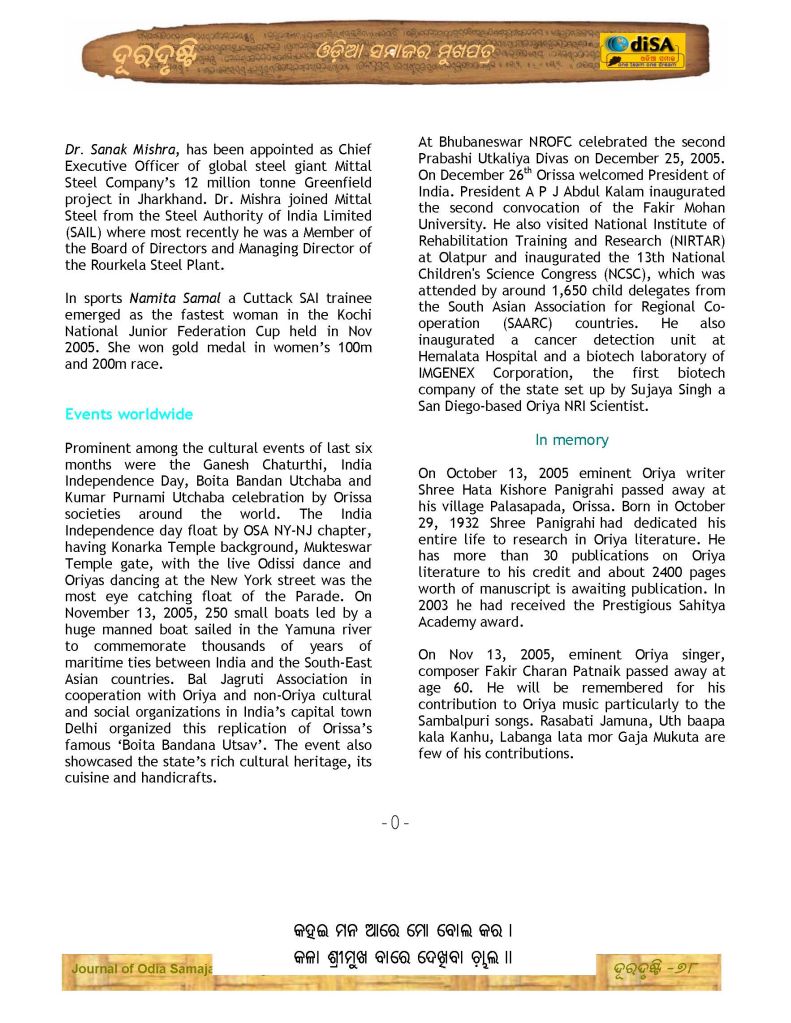 ଦୂରଦୃଷ୍ଟି
ଓଡ଼ିଆ ସମାଜର ମୁଖପତ୍ର
diSA
ଓଡ଼ିଆ ସମାଜ
one team one dream
Dr. Sanak Mishra, has been appointed as Chief
Executive Officer of global steel giant Mittal
Steel Company’s 12 million tonne Greenfield
project in Jharkhand. Dr. Mishra joined Mittal
Steel from the Steel Authority of India Limited
(SAIL) where most recently he was a Member of
the Board of Directors and Managing Director of
the Rourkela Steel Plant.
In sports Namita Samal a Cuttack SAI trainee
emerged as the fastest woman in the Kochi
National Junior Federation Cup held in Nov
2005. She won gold medal in women’s 100m
and 200m race.
Events worldwide
Prominent among the cultural events of last six
months were the Ganesh Chaturthi, India
Independence Day, Boita Bandan Utchaba and
Kumar Purnami Utchaba celebration by Orissa
societies around the world. The India
Independence day float by OSA NY-NJ chapter,
having Konarka Temple background, Mukteswar
Temple gate, with the live Odissi dance and
Oriyas dancing at the New York street was the
most eye catching float of the Parade. On
November 13, 2005, 250 small boats led by a
huge manned boat sailed in the Yamuna river
to commemorate thousands of years of
maritime ties between India and the South-East
Asian countries. Bal Jagruti Association in
cooperation with Oriya and non-Oriya cultural
and social organizations in India’s capital town
Delhi organized this replication of Orissa’s
famous ‘Boita Bandana Utsav’. The event also
showcased the state’s rich cultural heritage, its
cuisine and handicrafts.
At Bhubaneswar NROFC celebrated the second
Prabashi Utkaliya Divas on December 25, 2005.
On December 26th Orissa welcomed President of
India. President A P J Abdul Kalam inaugurated
the second convocation of the Fakir Mohan
University. He also visited National Institute of
Rehabilitation Training and Research (NIRTAR)
at Olatpur and inaugurated the 13th National
Children's Science Congress (NCSC), which was
attended by around 1,650 child delegates from
the South Asian Association for Regional Co-
operation (SAARC) countries. He also
inaugurated a cancer detection unit at
Hemalata Hospital and a biotech laboratory of
IMGENEX Corporation, the first biotech
company of the state set up by Sujaya Singh a
San Diego-based Oriya NRI Scientist.
In memory
On October 13, 2005 eminent Oriya writer
Shree Hata Kishore Panigrahi passed away at
his village Palasapada, Orissa. Born in October
29, 1932 Shree Panigrahi had dedicated his
entire life to research in Oriya literature. He
has more than 30 publications on Oriya
literature to his credit and about 2400 pages
worth of manuscript is awaiting publication. In
2003 he had received the Prestigious Sahitya
Academy award.
On Nov 13, 2005, eminent Oriya singer,
composer Fakir Charan Patnaik passed away at
age 60. He will be remembered for his
contribution to Oriya music particularly to the
Sambalpuri songs. Rasabati Jamuna, Uth baapa
kala Kanhu, Labanga lata mor Gaja Mukuta are
few of his contributions.
- 0 -
କହଇ ମନ ଆରେ ମୋ ବୋଲ କର ।
କଳା ଶ୍ରୀମୁଖ ବାରେ ଦେଖିବା ଚ଼ାଲ ॥
Journal of Odia Samaja
ଦୂରଦୃଷ୍ଟି -୭୮